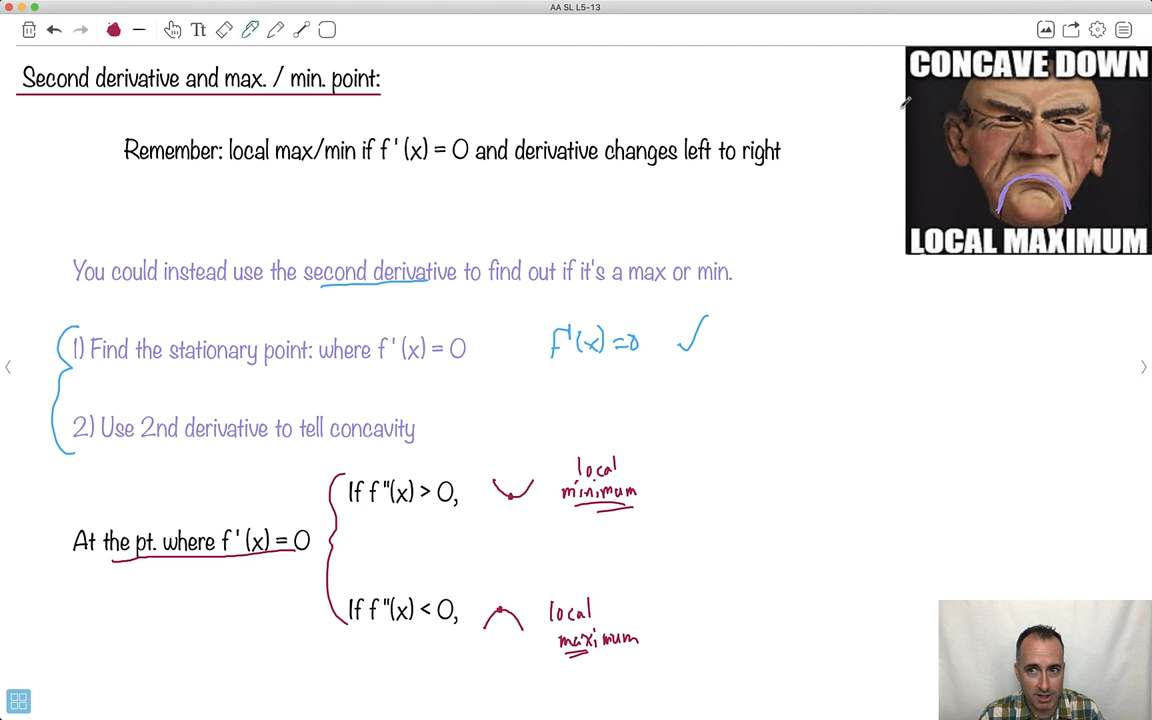 AA SL L5-13
Tt
Second derivative and max. / min. point:
CONCAVE DOWN
Remember: local max/min if f ' (x) = 0 and derivative changes left to right
LOCAL MAXIMUM
You could instead use the second derivative to find out if it's a max or min.
1) Find the stationary point: where f ' (x) = 0 f'(x) = 0 ✓
2) Use 2nd derivative to tell concavity
local
If f "(x) > 0, minimum
At the pt. where f ' (x) = 0
If f "(x) < 0, local
maximum